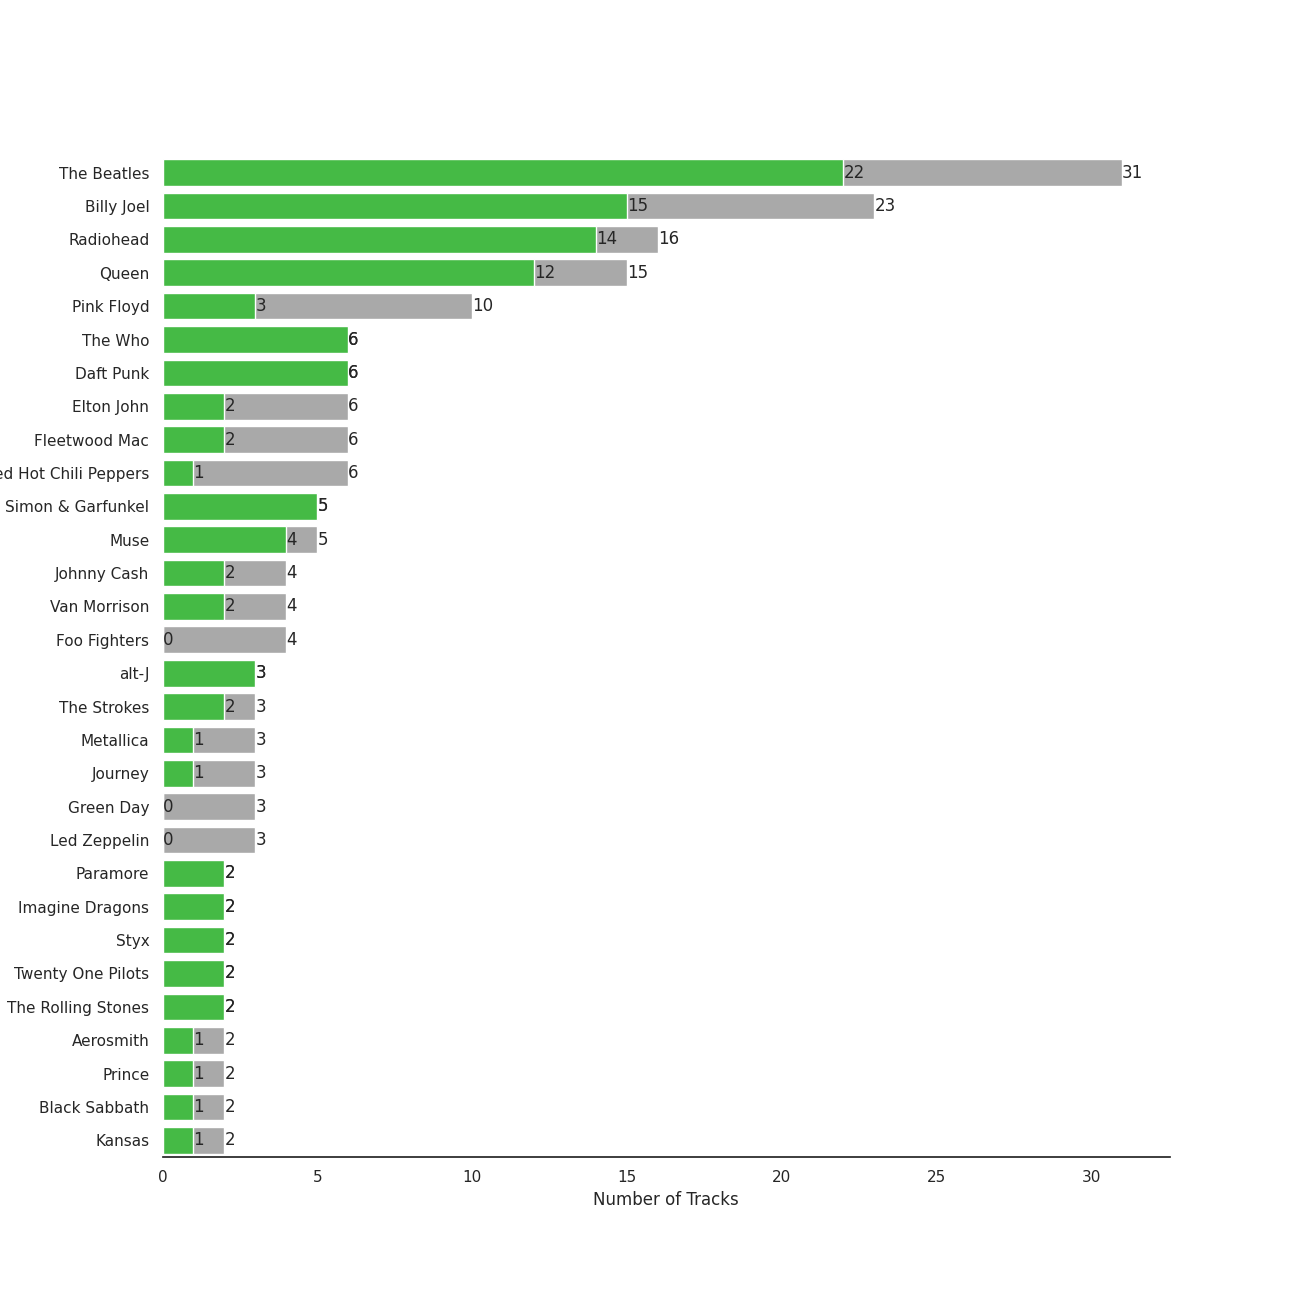 The Beatles 22 31
Billy Joel 15 23
Radiohead 14 16
Queen 12 15
Pink Floyd 3 10
The Who 6
Daft Punk 6
Elton John 2 6
Fleetwood Mac 2 6
ed Hot Chili Peppers 1 6
Simon & Garfunkel 5
Muse 4 5
Johnny Cash 2 4
Van Morrison 2 4
Foo Fighters 0 4
alt-J 3
The Strokes 2 3
Metallica 1 3
Journey 1 3
Green Day 0 3
Led Zeppelin 0 3
Paramore 2
Imagine Dragons 2
Styx 2
Twenty One Pilots 2
The Rolling Stones 2
Aerosmith 1 2
Prince 1 2
Black Sabbath 1 2
Kansas 1 2
0 5 10 15 20 25 30
Number of Tracks